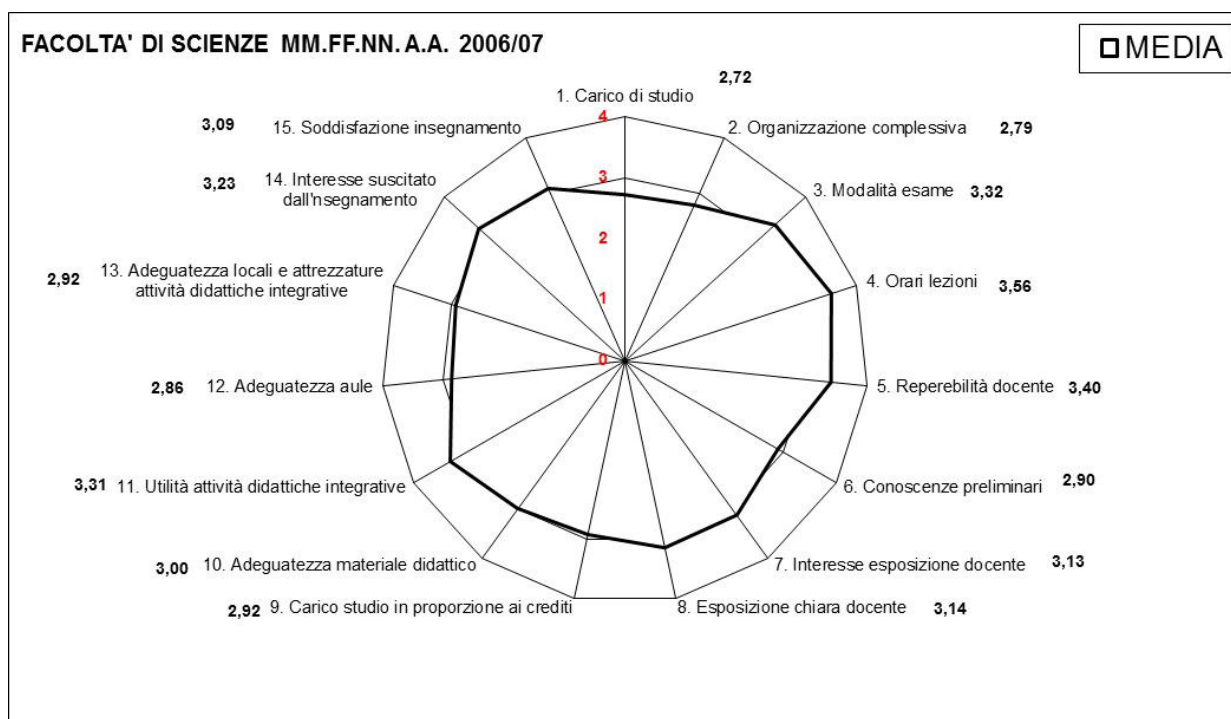 FACOLTA' DI SCIENZE MM.FF.NN. A.A. 2006/07
MEDIA
2,72
1. Carico di studio
2. Organizzazione complessiva
2,79
3. Modalità esame
3,32
4. Orari lezioni
3,56
5. Reperebilità docente
3,40
6. Conoscenze preliminari
2,90
7. Interesse esposizione docente
3,13
8. Esposizione chiara docente
3,14
9. Carico studio in proporzione ai crediti
2,92
10. Adeguatezza materiale didattico
3,00
11. Utilità attività didattiche integrative
3,31
12. Adeguatezza aule
2,86
13. Adeguatezza locali e attrezzature
attività didattiche integrative
2,92
14. Interesse suscitato
dall'nsegnamento
3,23
15. Soddisfazione insegnamento
3,09
4
3
2
1
0